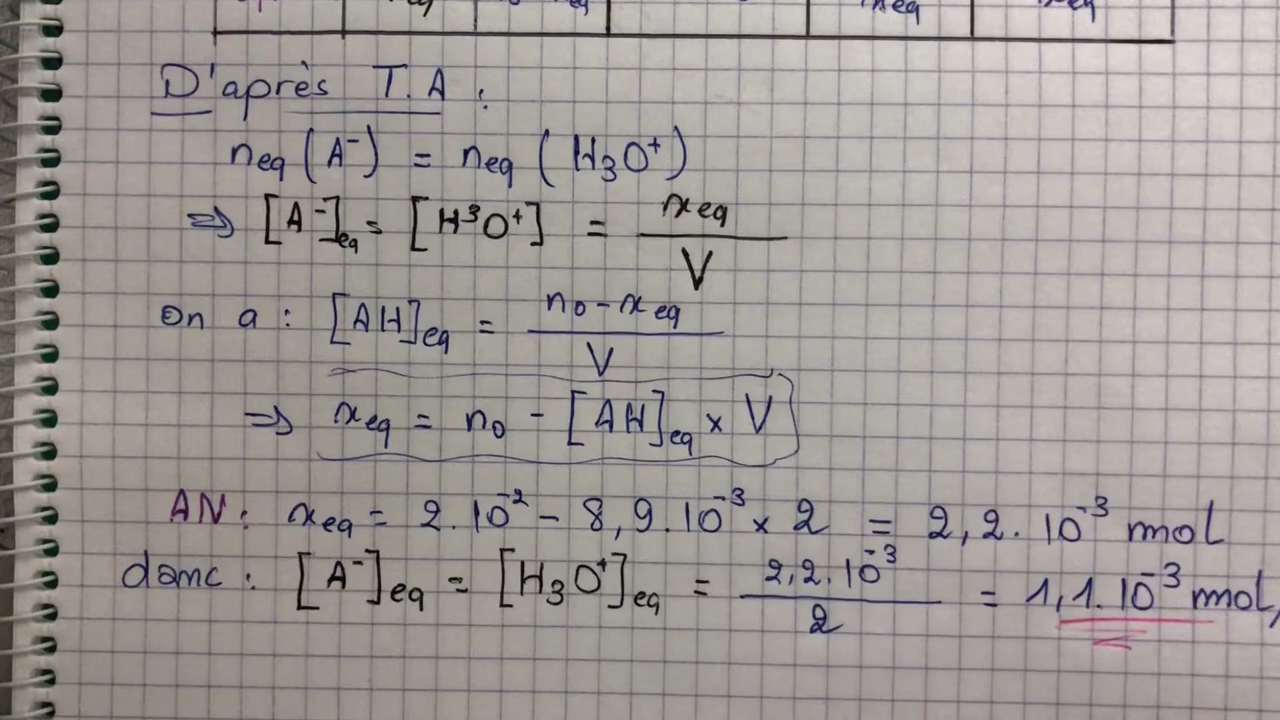 D'après T.A :
neq (A⁻) = neq (H₃O⁺)
⇒ [A⁻]eq = [H³O⁺] = xeq / V
on a : [AH]eq = n₀ - xeq / V
⇒ xeq = n₀ - [AH]eq × V
AN : xeq = 2.10⁻² - 8,9.10⁻³ × 2 = 2,2.10⁻³ mol
donc : [A⁻]eq = [H₃O⁺]eq = 2,2.10⁻³ / 2 = 1,1.10⁻³ mol,